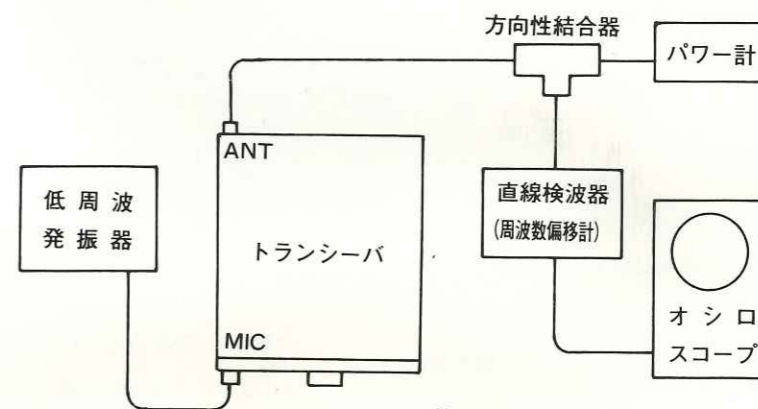 方向性結合器
パワー計
ANT
低周波
発振器
直線検波器
(周波数偏移計)
トランシーバ
オシロ
スコープ
MIC